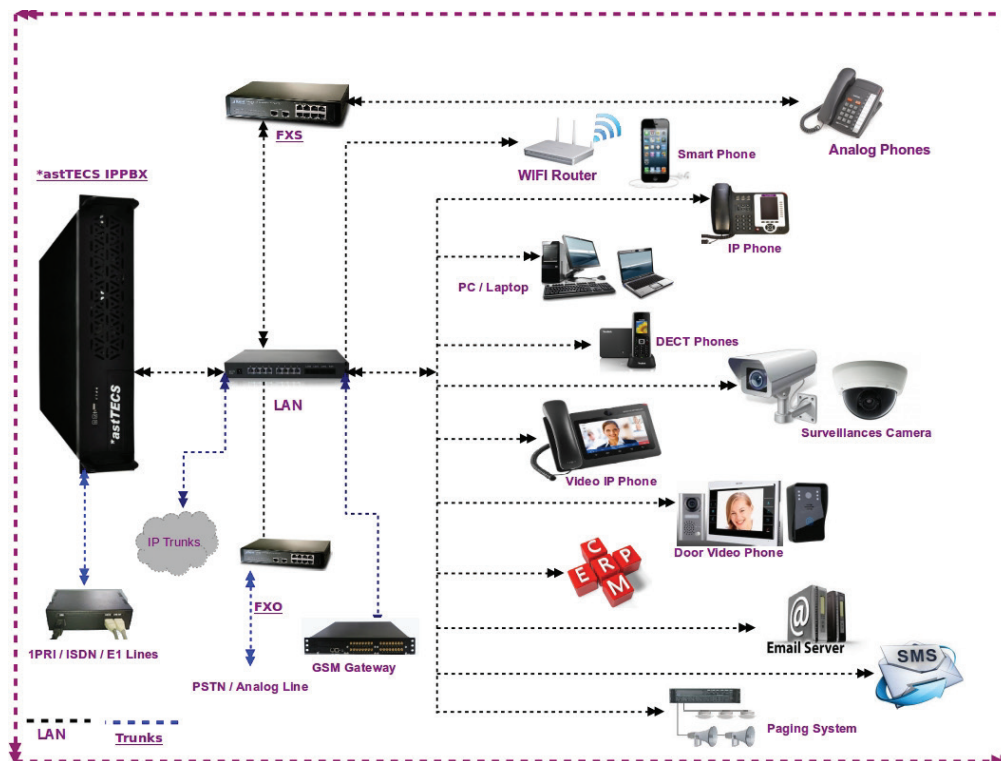 FXS
Analog Phones
WIFI Router
Smart Phone
*astTECS IPPBX
IP Phone
PC / Laptop
DECT Phones
*astTECS
LAN
Surveillances Camera
Video IP Phone
IP Trunks
Door Video Phone
C
E R P
M
FXO
@
Email Server
1PRI / ISDN / E1 Lines
GSM Gateway
SMS
PSTN / Analog Line
Paging System
LAN
Trunks